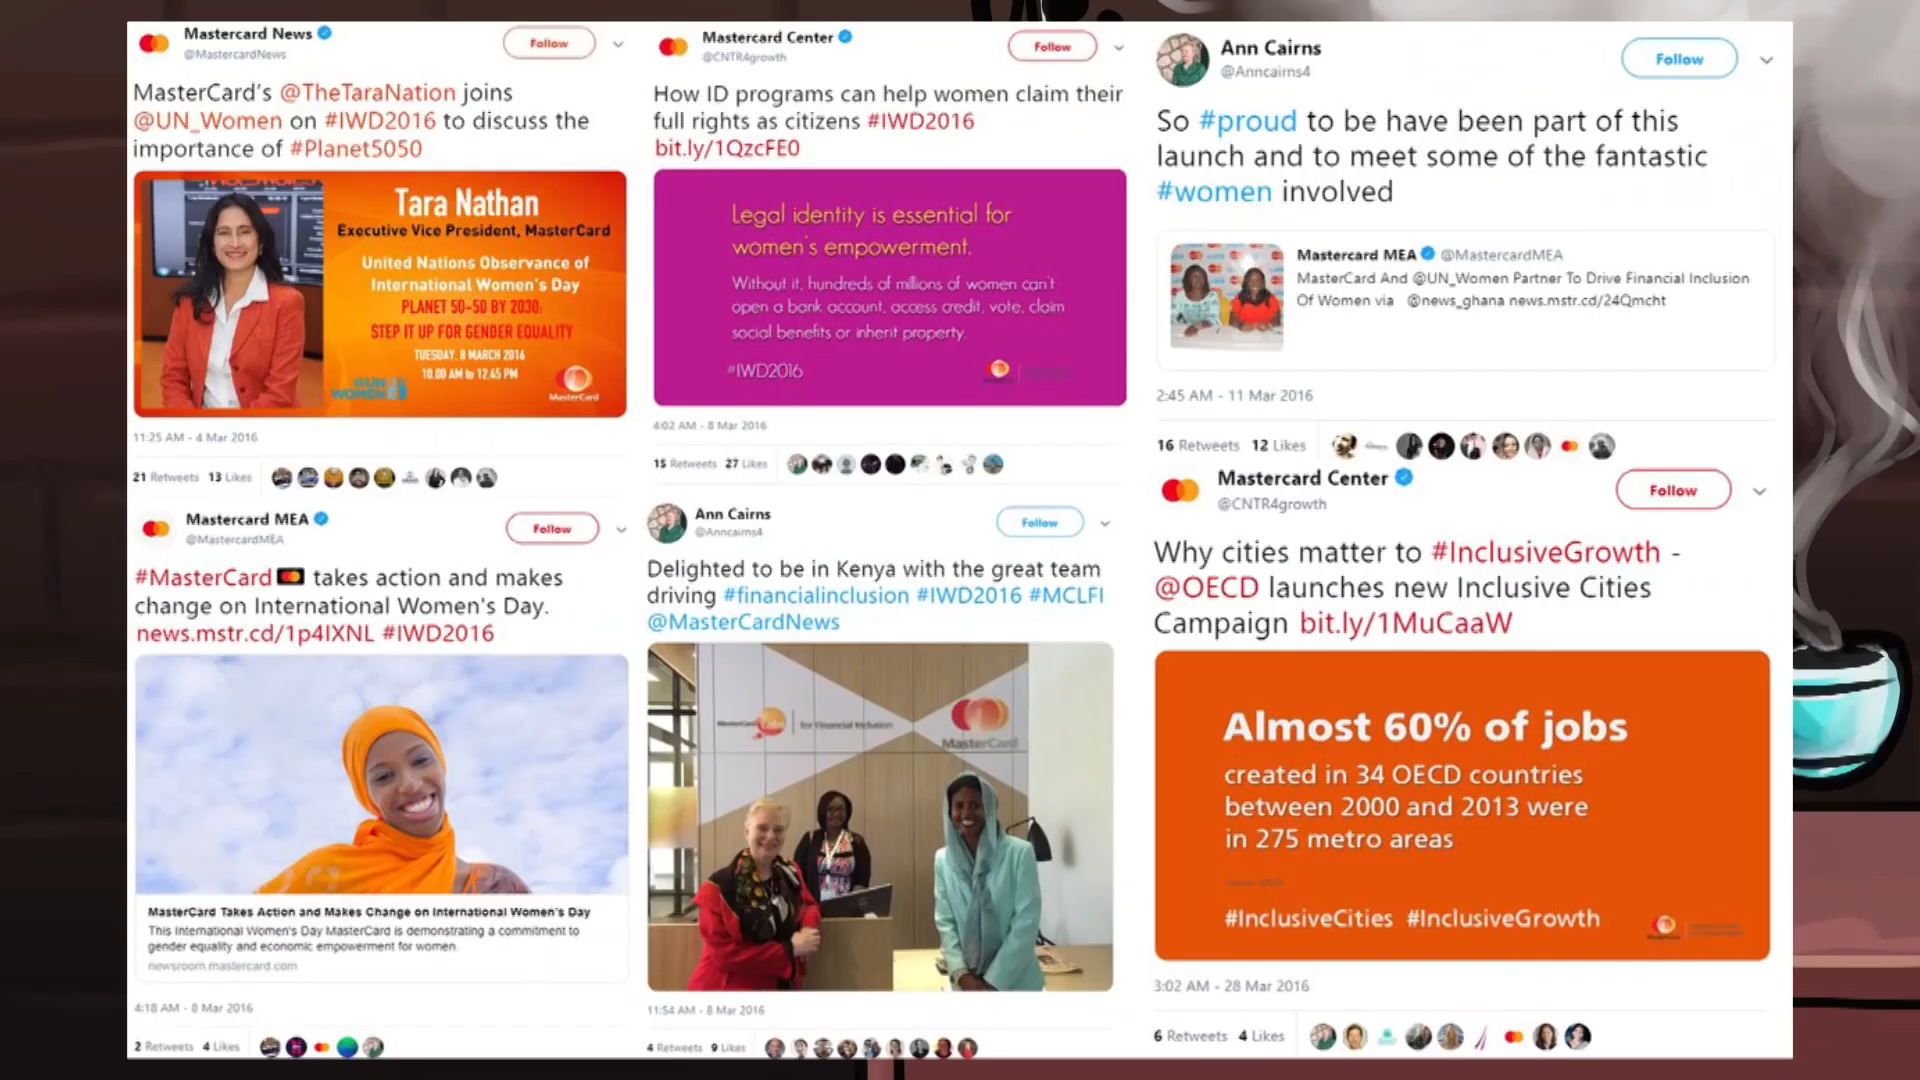 Mastercard News
@MastercardNews
Follow
MasterCard's @TheTaraNation joins
@UN_Women on #IWD2016 to discuss the
importance of #Planet5050
Tara Nathan
Executive Vice President, MasterCard
United Nations Observance of
International Women's Day
PLANET 50-50 BY 2030:
STEP IT UP FOR GENDER EQUALITY
TUESDAY, 8 MARCH 2016
10.00 AM to 12.45 PM
UN
WOMEN
MasterCard
11:25 AM - 4 Mar 2016
21 Retweets 13 Likes
Mastercard MEA
@MastercardMEA
Follow
#MasterCard takes action and makes
change on International Women's Day.
news.mstr.cd/1p4IXNL #IWD2016
MasterCard Takes Action and Makes Change on International Women's Day
This International Women's Day MasterCard is demonstrating a commitment to
gender equality and economic empowerment for women.
newsroom.mastercard.com
4:18 AM - 8 Mar 2016
2 Retweets 4 Likes
Mastercard Center
@CNTR4growth
Follow
How ID programs can help women claim their
full rights as citizens #IWD2016
bit.ly/1QzcFE0
Legal identity is essential for
women's empowerment.
Without it, hundreds of millions of women can't
open a bank account, access credit, vote, claim
social benefits or inherit property.
#IWD2016
4:02 AM - 8 Mar 2016
15 Retweets 27 Likes
Ann Cairns
@Anncairns4
Follow
Delighted to be in Kenya with the great team
driving #financialinclusion #IWD2016 #MCLFI
@MasterCardNews
MasterCard Labs for Financial Inclusion
MasterCard
11:54 AM - 8 Mar 2016
4 Retweets 9 Likes
Ann Cairns
@Anncairns4
Follow
So #proud to be have been part of this
launch and to meet some of the fantastic
#women involved
Mastercard MEA @MastercardMEA
MasterCard And @UN_Women Partner To Drive Financial Inclusion
Of Women via @news_ghana news.mstr.cd/24Qmcht
2:45 AM - 11 Mar 2016
16 Retweets 12 Likes
Mastercard Center
@CNTR4growth
Follow
Why cities matter to #InclusiveGrowth -
@OECD launches new Inclusive Cities
Campaign bit.ly/1MuCaaW
Almost 60% of jobs
created in 34 OECD countries
between 2000 and 2013 were
in 275 metro areas
#InclusiveCities #InclusiveGrowth
3:02 AM - 28 Mar 2016
6 Retweets 4 Likes